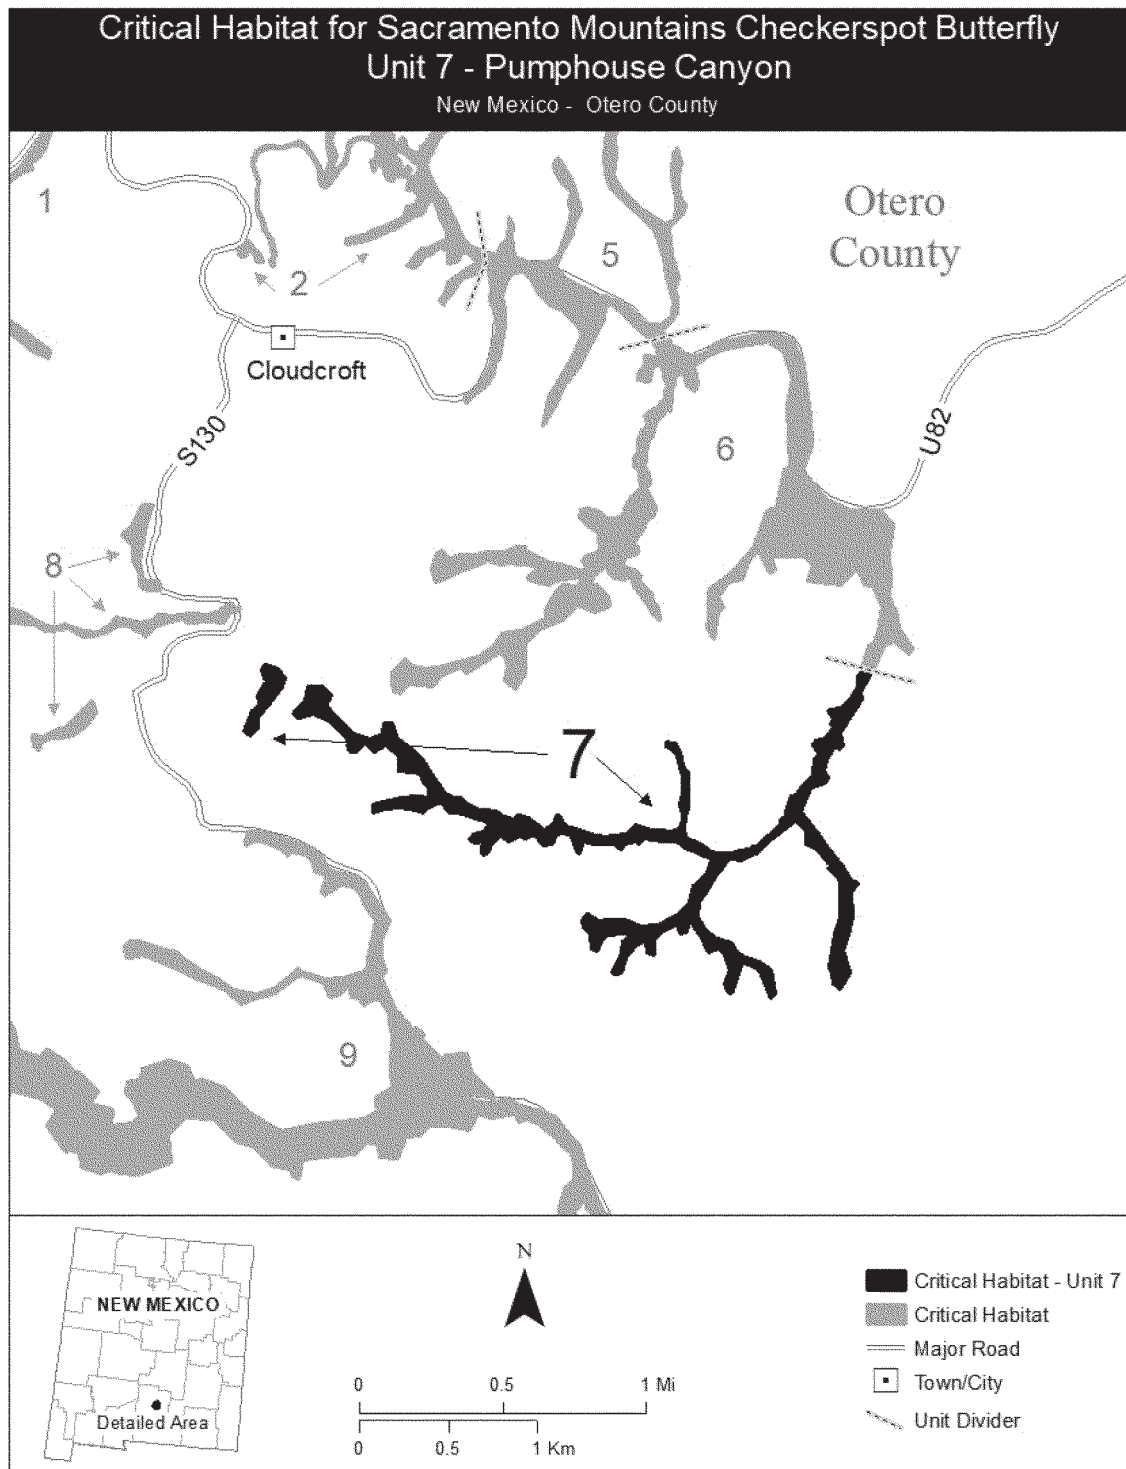 Critical Habitat for Sacramento Mountains Checkerspot Butterfly
Unit 7 - Pumphouse Canyon
New Mexico - Otero County
1
Otero
County
5
2
Cloudcroft
S130
U82
6
8
7
9
N
NEW MEXICO
Detailed Area
0 0.5 1 Mi
0 0.5 1 Km
Critical Habitat - Unit 7
Critical Habitat
Major Road
Town/City
Unit Divider